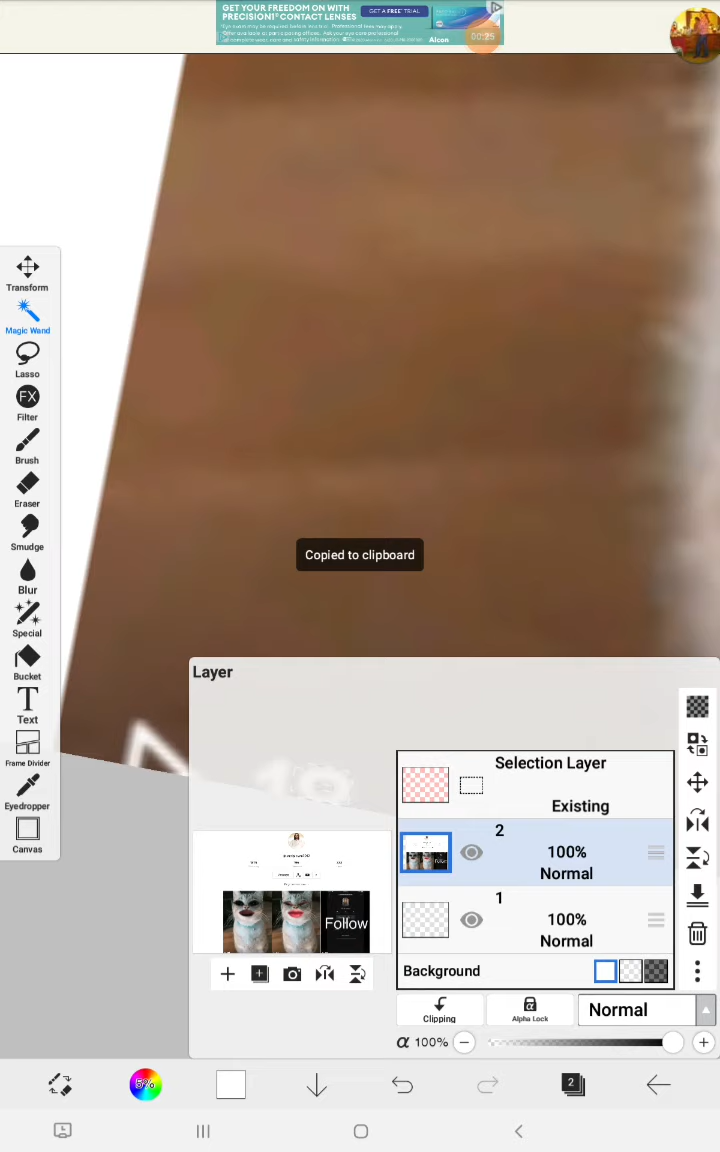 GET YOUR FREEDOM ON WITH
PRECISION1® CONTACT LENSES
GET A FREE* TRIAL
Alcon
00:25
Transform
Magic Wand
Lasso
FX
Filter
Brush
Eraser
Smudge
Blur
Special
Bucket
T
Text
Frame Divider
Eyedropper
Canvas
Copied to clipboard
Layer
Selection Layer
Existing
2
100%
Normal
1
100%
Normal
Follow
Background
Clipping
Alpha Lock
Normal
α 100%
5%
2